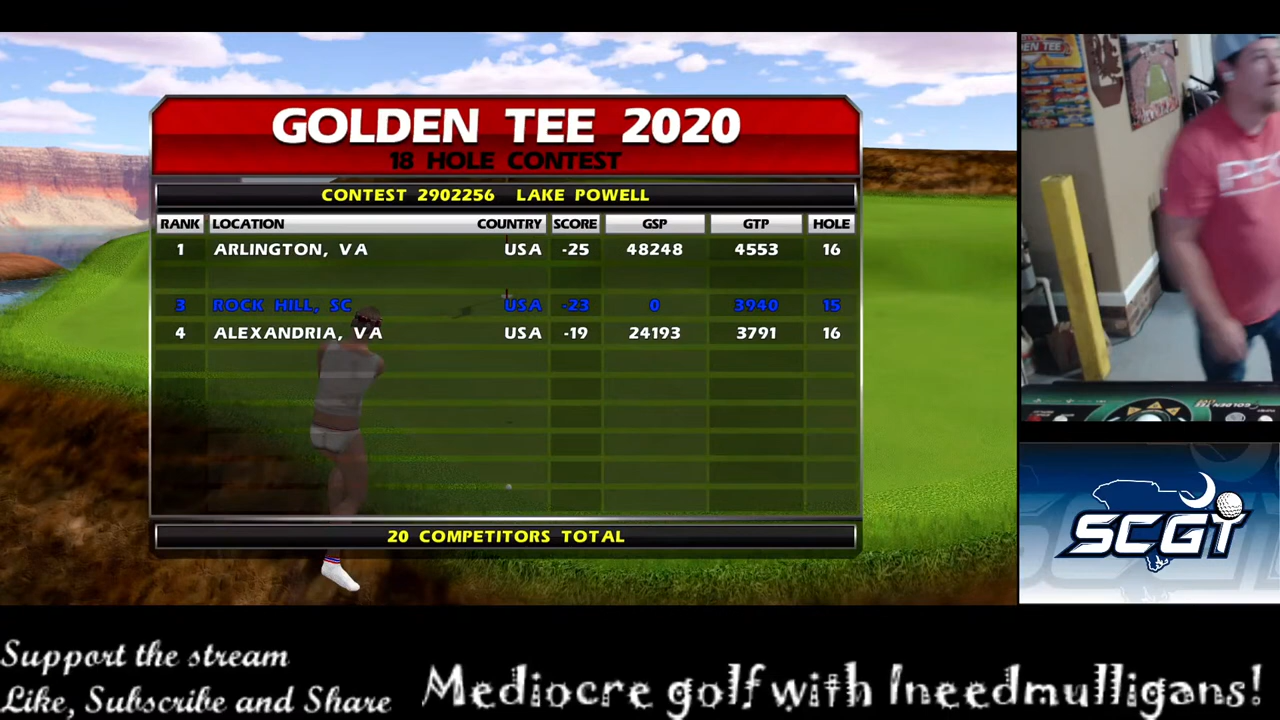 GOLDEN TEE 2020
18 HOLE CONTEST
CONTEST 2902256 LAKE POWELL
RANK LOCATION COUNTRY SCORE GSP GTP HOLE
1 ARLINGTON, VA USA -25 48248 4553 16
3 ROCK HILL, SC USA -23 0 3940 15
4 ALEXANDRIA, VA USA -19 24193 3791 16
20 COMPETITORS TOTAL
SCGT
Support the stream
Like, Subscribe and Share
Mediocre golf with Ineedmulligans!